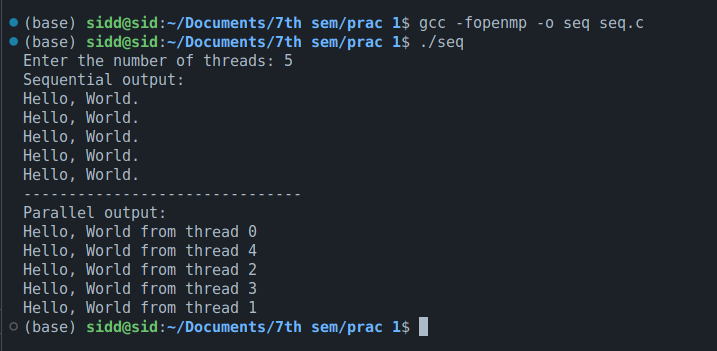 (base) sidd@sid:~/Documents/7th sem/prac 1$ gcc -fopenmp -o seq seq.c
(base) sidd@sid:~/Documents/7th sem/prac 1$ ./seq
Enter the number of threads: 5
Sequential output:
Hello, World.
Hello, World.
Hello, World.
Hello, World.
Hello, World.
-------------------------------
Parallel output:
Hello, World from thread 0
Hello, World from thread 4
Hello, World from thread 2
Hello, World from thread 3
Hello, World from thread 1
(base) sidd@sid:~/Documents/7th sem/prac 1$